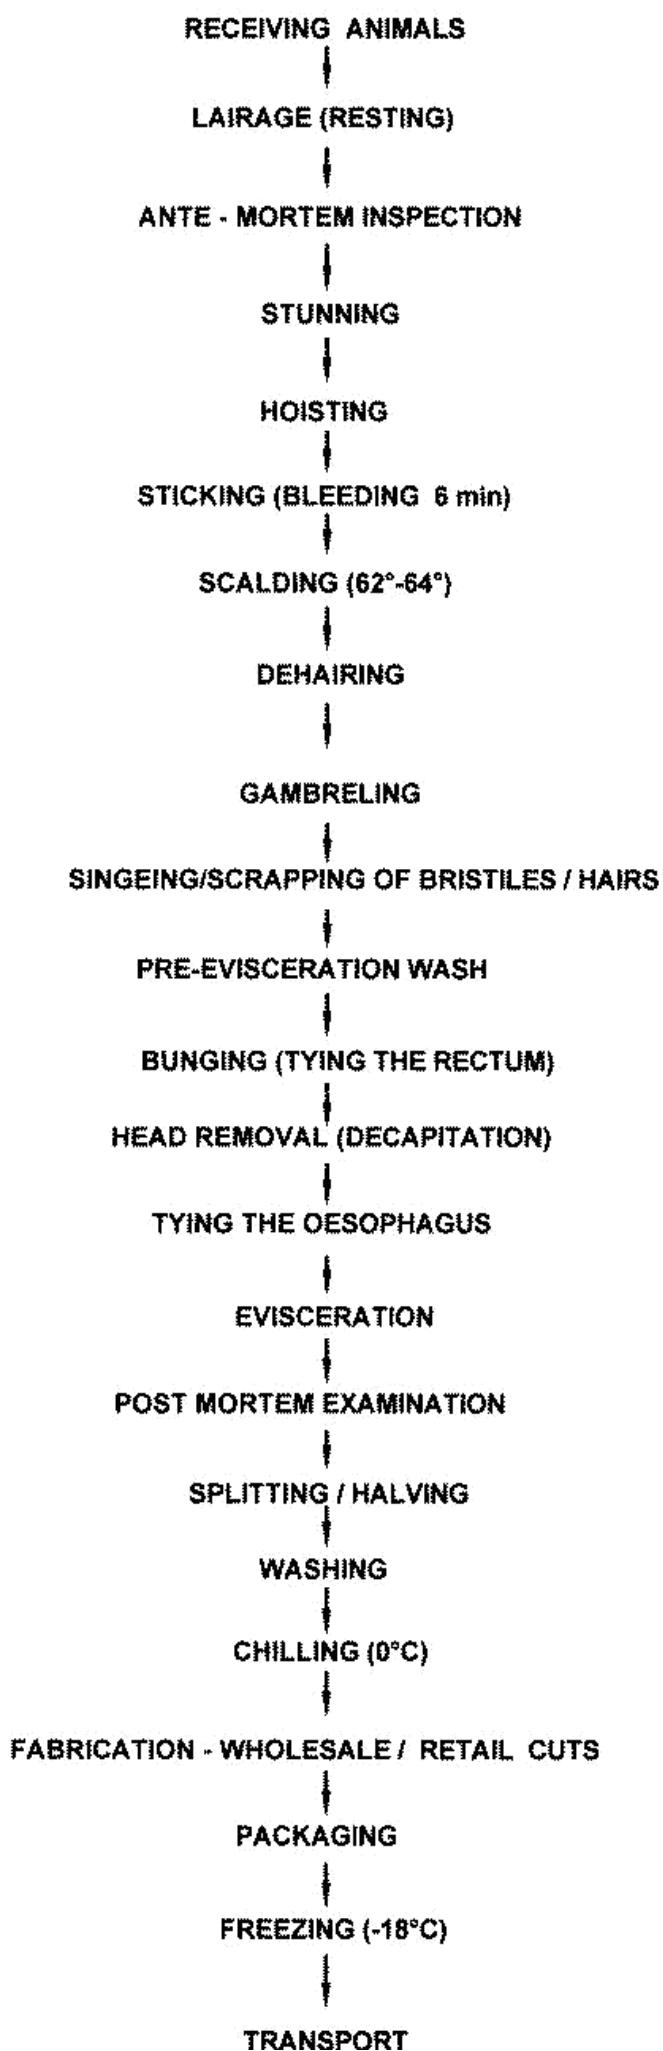 RECEIVING ANIMALS
LAIRAGE (RESTING)
ANTE - MORTEM INSPECTION
STUNNING
HOISTING
STICKING (BLEEDING 6 min)
SCALDING (62°-64°)
DEHAIRING
GAMBRELING
SINGEING/SCRAPPING OF BRISTILES / HAIRS
PRE-EVISCERATION WASH
BUNGING (TYING THE RECTUM)
HEAD REMOVAL (DECAPITATION)
TYING THE OESOPHAGUS
EVISCERATION
POST MORTEM EXAMINATION
SPLITTING / HALVING
WASHING
CHILLING (0°C)
FABRICATION - WHOLESALE / RETAIL CUTS
PACKAGING
FREEZING (-18°C)
TRANSPORT